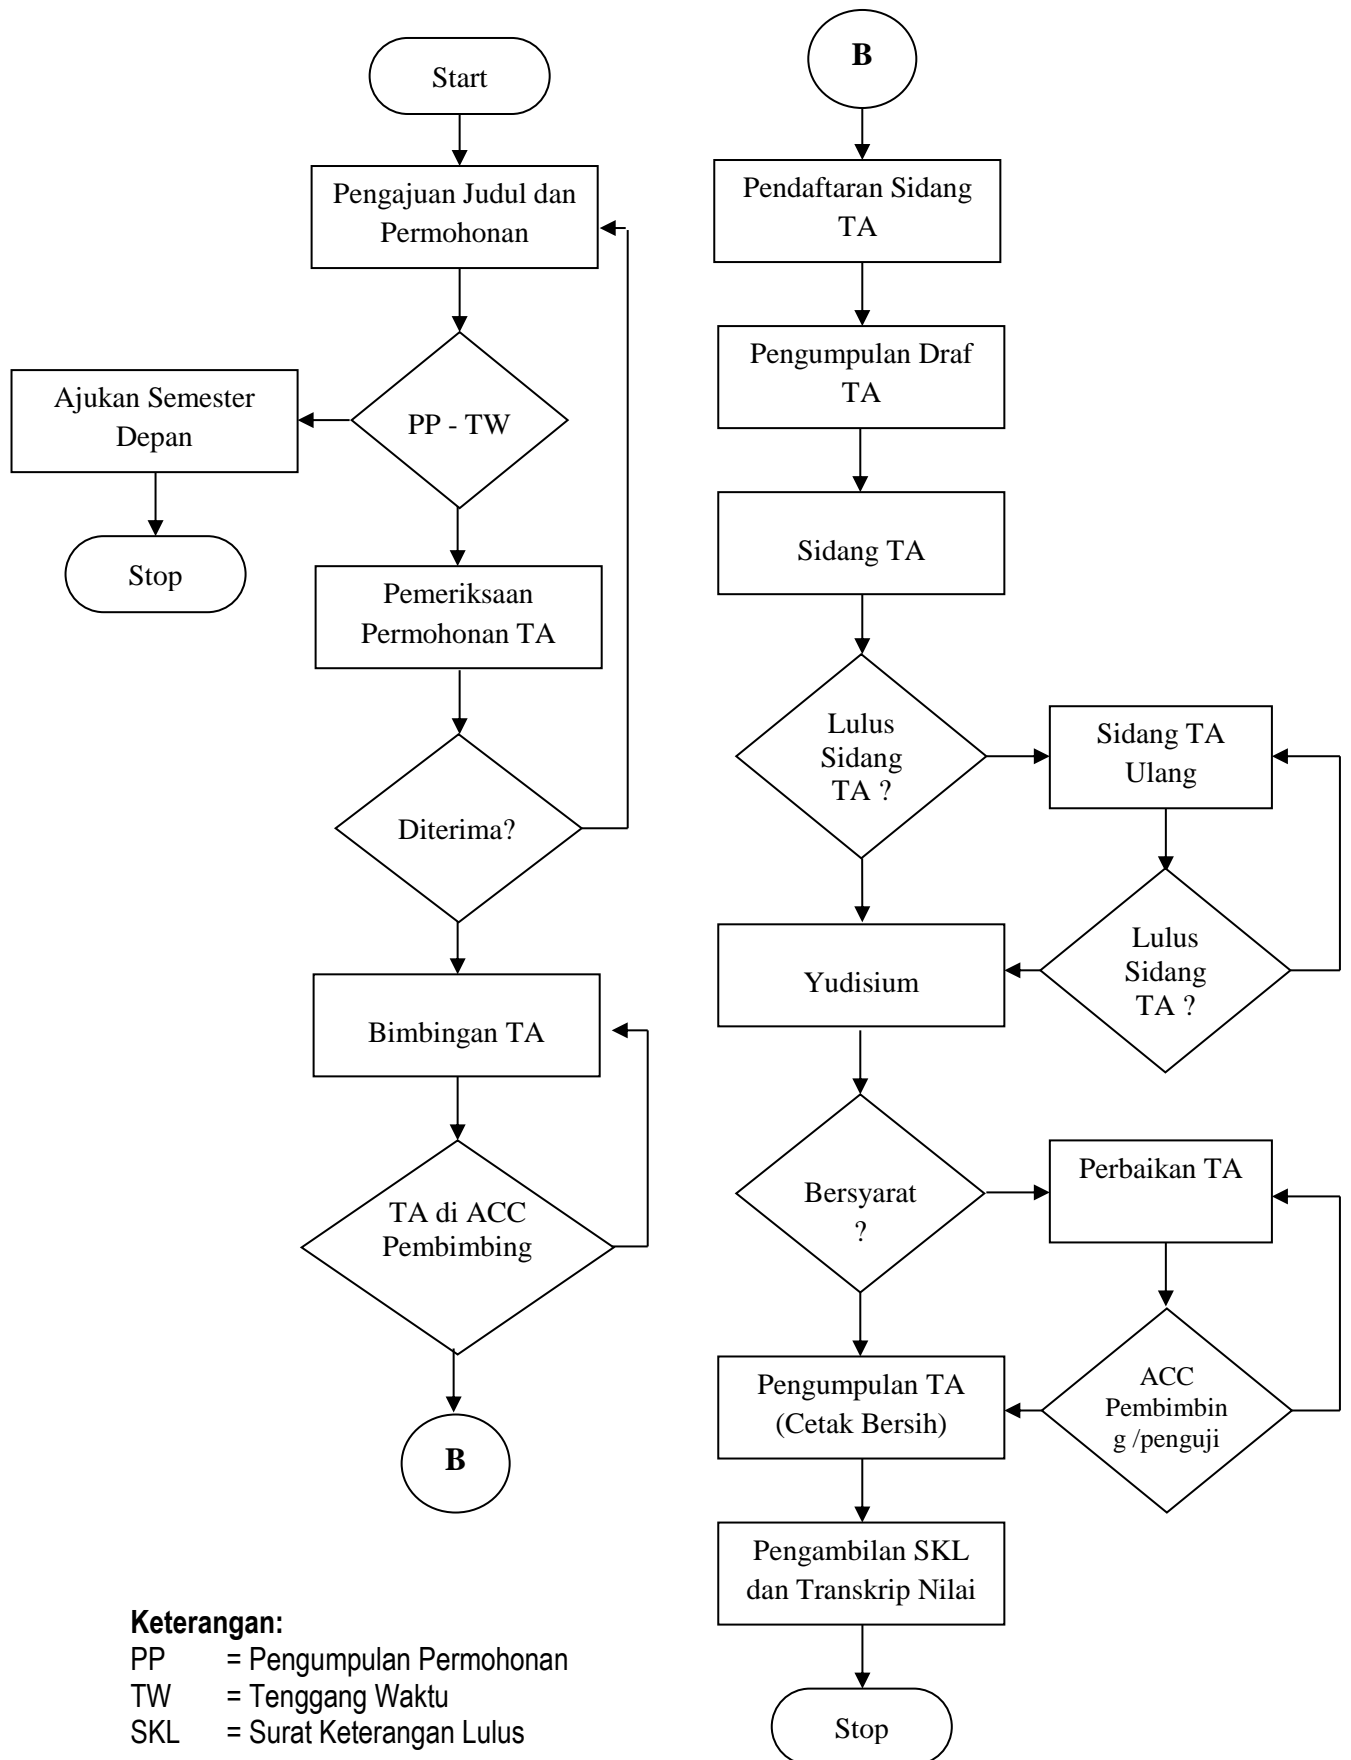 Start
Pengajuan Judul dan
Permohonan
PP - TW
Ajukan Semester
Depan
Stop
Pemeriksaan
Permohonan TA
Diterima?
Bimbingan TA
TA di ACC
Pembimbing
B
B
Pendaftaran Sidang
TA
Pengumpulan Draf
TA
Sidang TA
Lulus
Sidang
TA ?
Sidang TA
Ulang
Lulus
Sidang
TA ?
Yudisium
Bersyarat
?
Perbaikan TA
ACC
Pembimbin
g /penguji
Pengumpulan TA
(Cetak Bersih)
Pengambilan SKL
dan Transkrip Nilai
Stop
Keterangan:
PP = Pengumpulan Permohonan
TW = Tenggang Waktu
SKL = Surat Keterangan Lulus